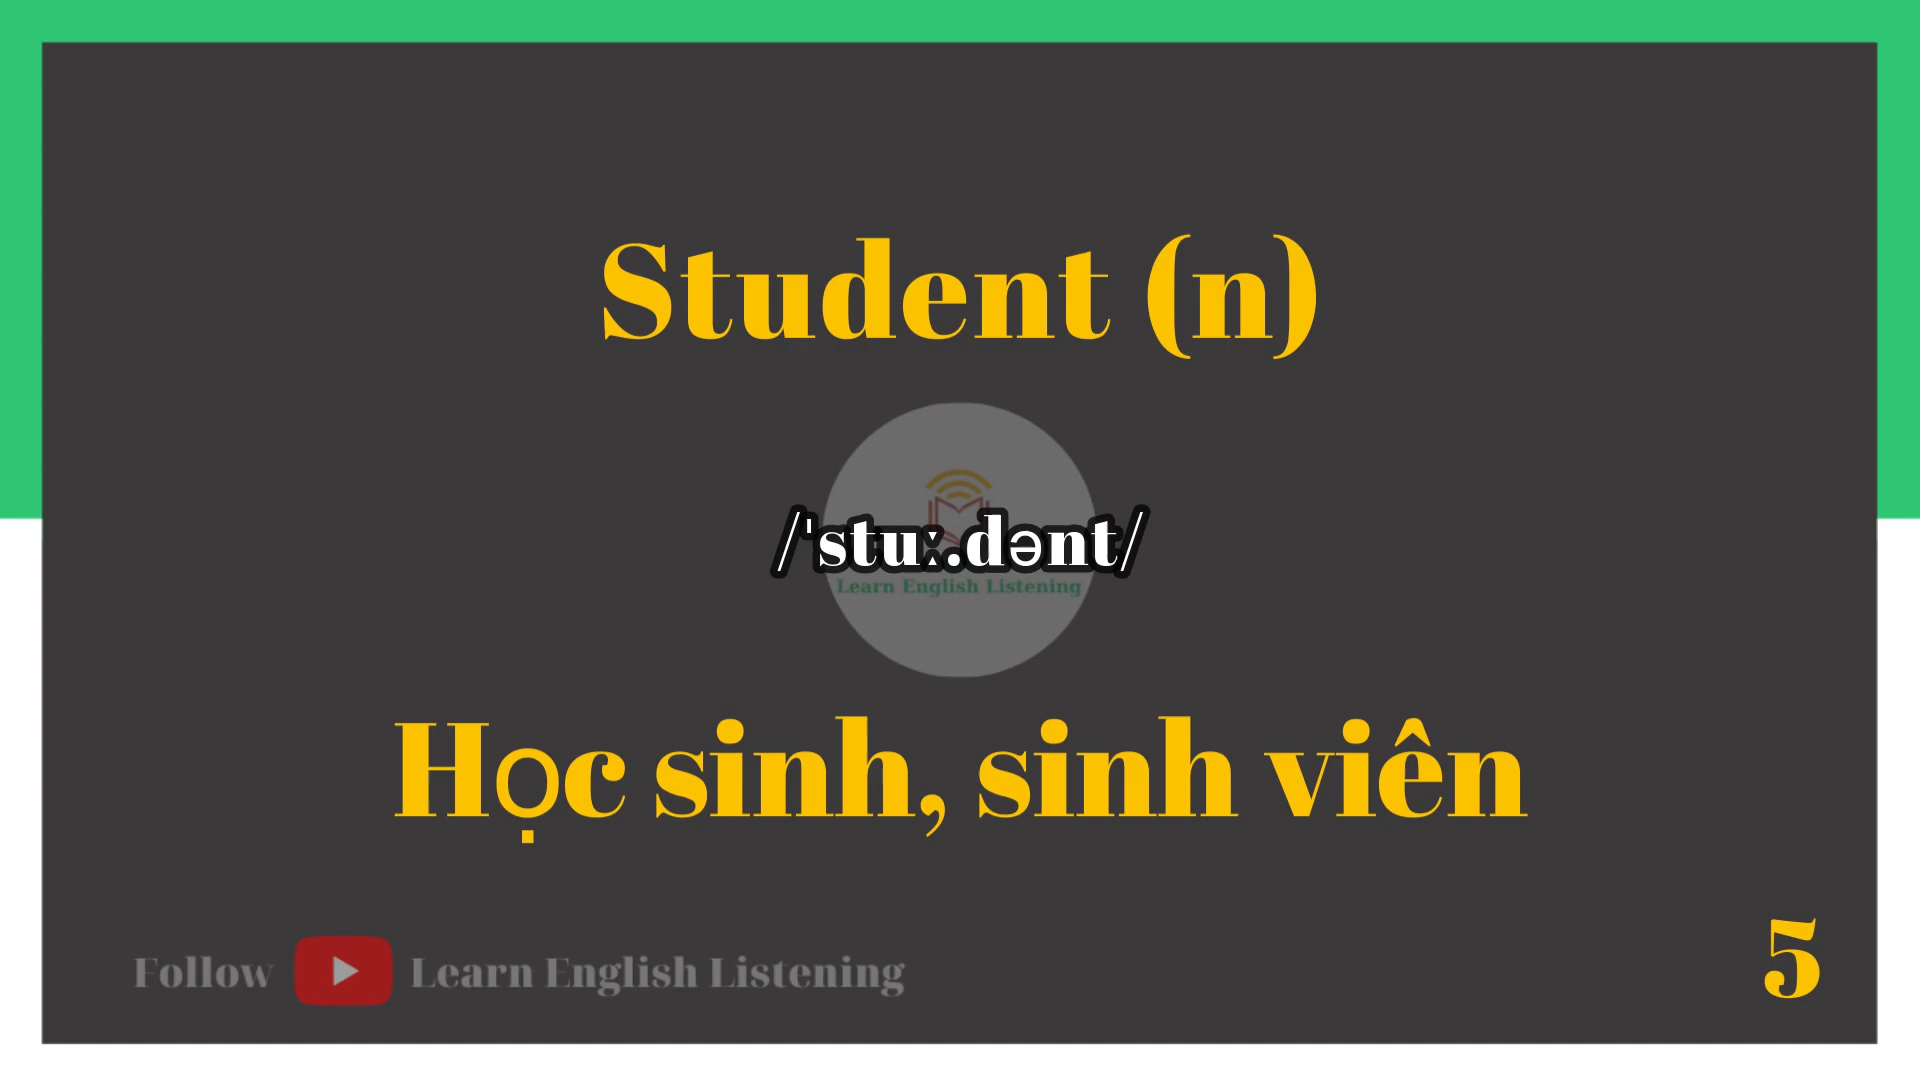 Student (n)
/ˈstuː.dənt/
Learn English Listening
Học sinh, sinh viên
Follow Learn English Listening
5